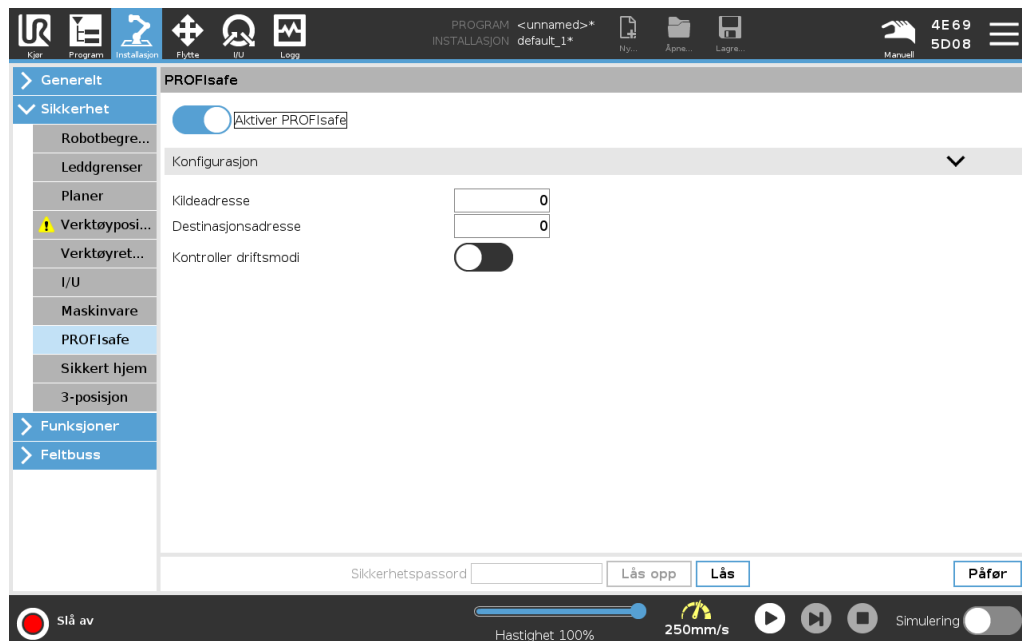 PROGRAM <unnamed>*
INSTALLASJON default_1*
Kjør
Program
Installasjon
Flytte
I/U
Logg
Ny...
Åpne...
Lagre...
Manuell
4E69
5D08
Generelt
Sikkerhet
Robotbegre...
Leddgrenser
Planer
Verktøyposi...
Verktøyret...
I/U
Maskinvare
PROFIsafe
Sikkert hjem
3-posisjon
Funksjoner
Feltbuss
PROFIsafe
Aktiver PROFIsafe
Konfigurasjon
Kildeadresse 0
Destinasjonsadresse 0
Kontroller driftsmodi
Sikkerhetspassord
Lås opp
Lås
Påfør
Slå av
Hastighet 100%
250mm/s
Simulering